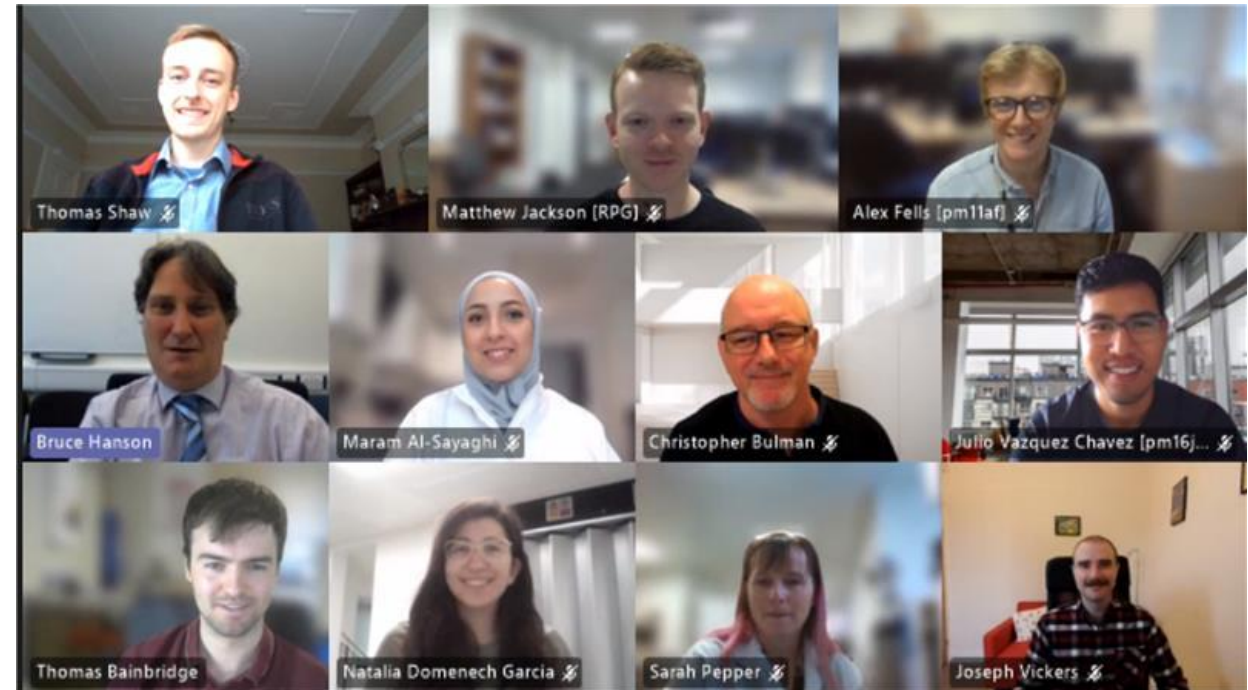 Thomas Shaw
Matthew Jackson [RPG]
Alex Fells [pm11af]
Bruce Hanson
Maram Al-Sayaghi
Christopher Bulman
Julio Vazquez Chavez [pm16j...
Thomas Bainbridge
Natalia Domenech Garcia
Sarah Pepper
Joseph Vickers